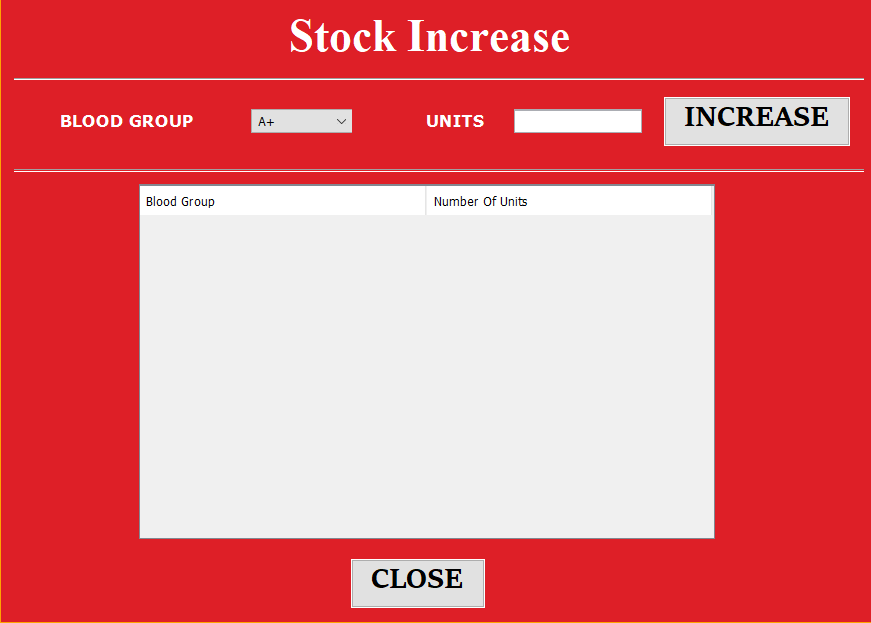 Stock Increase
BLOOD GROUP A+ UNITS INCREASE
Blood Group Number Of Units
CLOSE